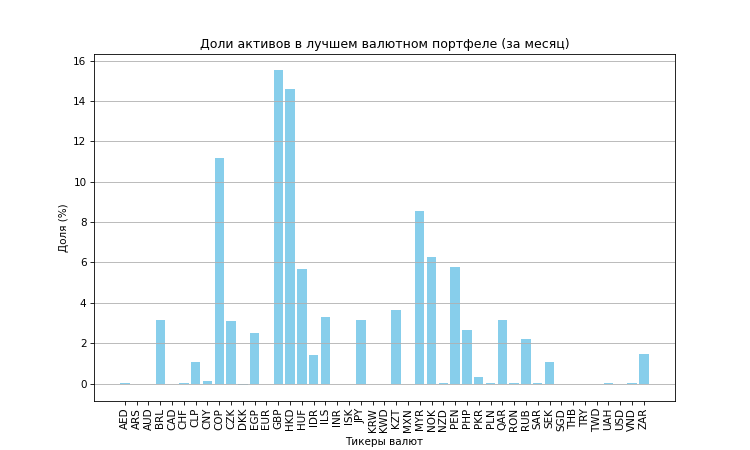 Доли активов в лучшем валютном портфеле (за месяц)
16
14
12
10
8
6
4
2
0
Доля (%)
AED ARS AUD BRL CAD CHF CLP CNY COP CZK DKK EGP EUR GBP HKD HUF IDR ILS INR ISK JPY KRW KWD KZT MXN MYR NOK NZD PEN PHP PKR PLN QAR RON RUB SAR SEK SGD THB TRY TWD UAH USD VND ZAR
Тикеры валют